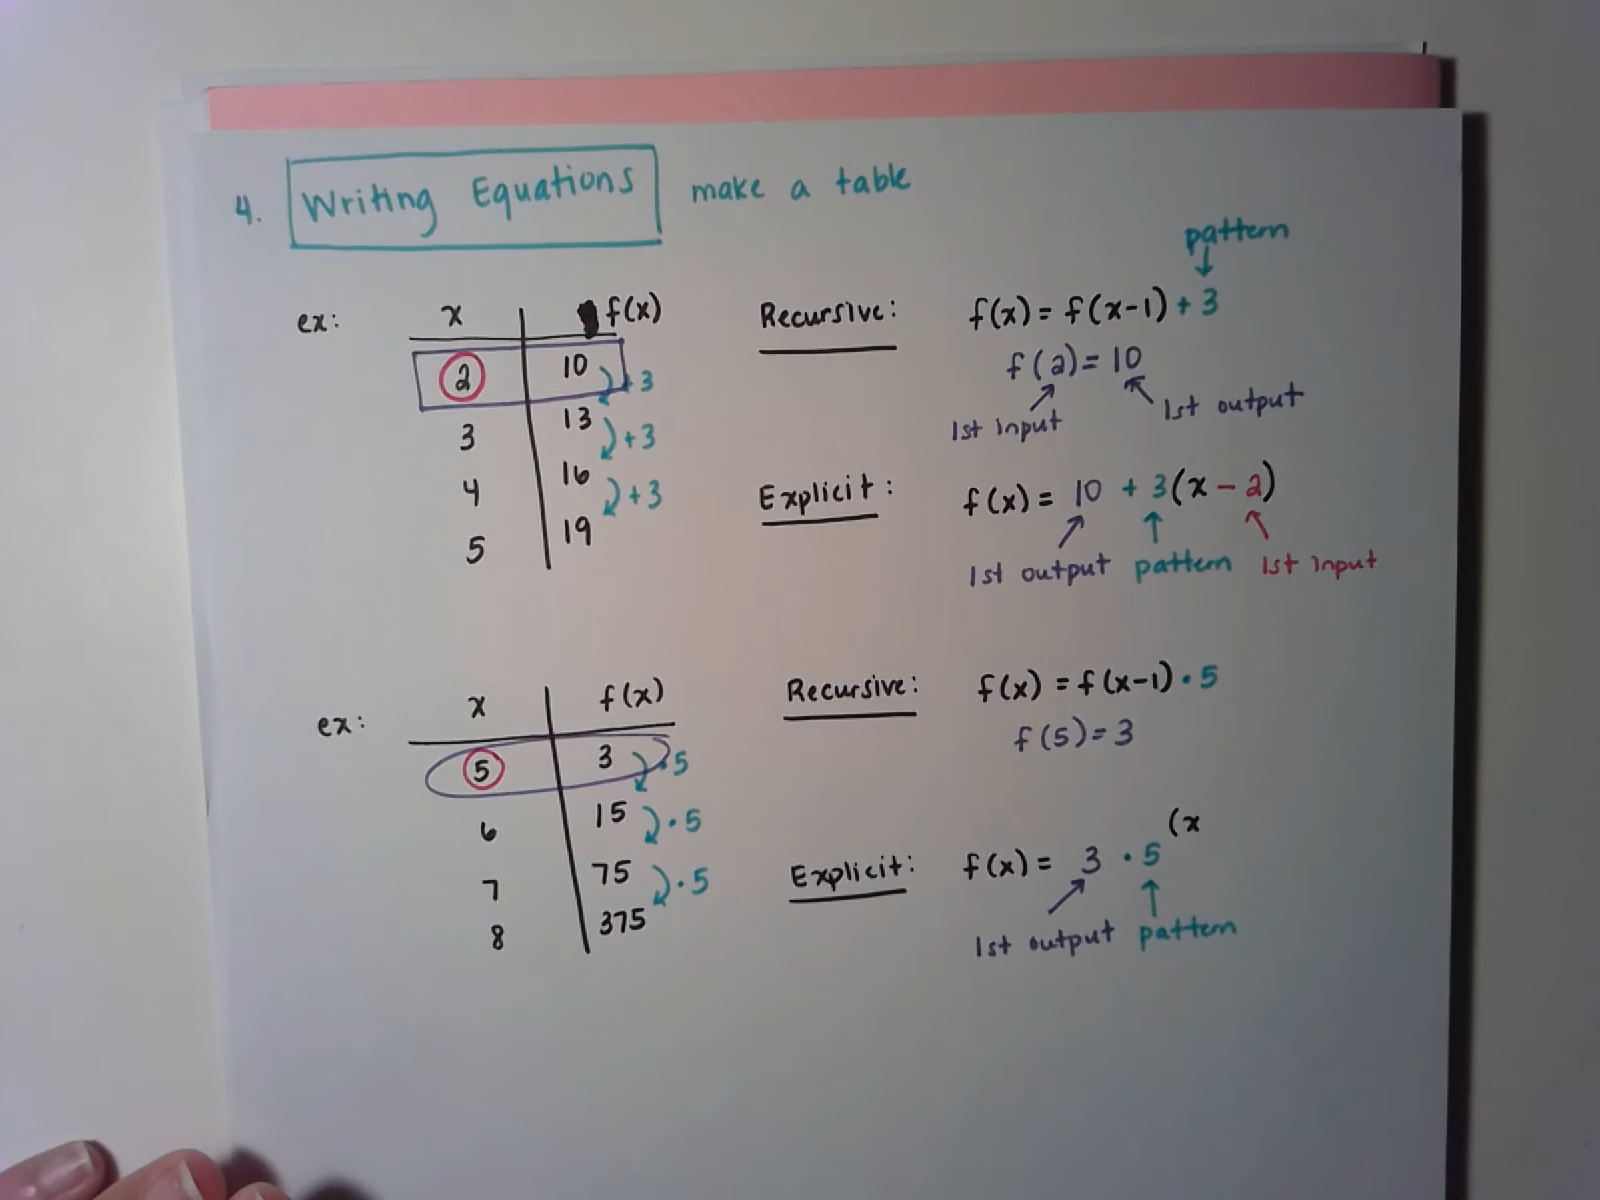 4. Writing Equations make a table
pattern
ex: x f(x) Recursive: f(x) = f(x-1) + 3
2 10 +3 f(2) = 10
1st input 1st output
3 13 +3
4 16 +3 Explicit: f(x) = 10 + 3(x - 2)
5 19
1st output pattern 1st input
ex: x f(x) Recursive: f(x) = f(x-1) · 5
5 3 ·5 f(5) = 3
6 15 ·5
7 75 ·5 Explicit: f(x) = 3 · 5 (x
8 375
1st output pattern